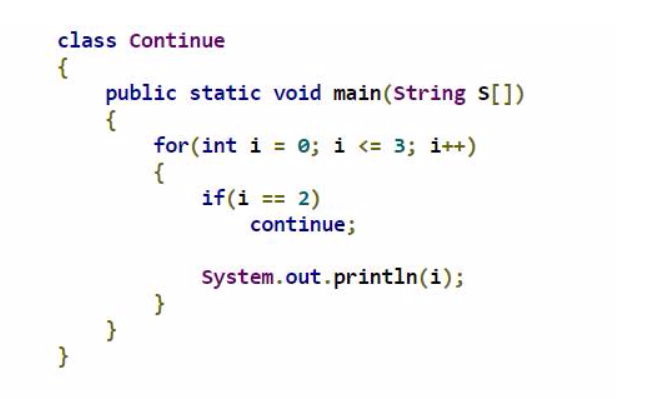 class Continue
{
    public static void main(String S[])
    {
        for(int i = 0; i <= 3; i++)
        {
            if(i == 2)
                continue;

            System.out.println(i);
        }
    }
}